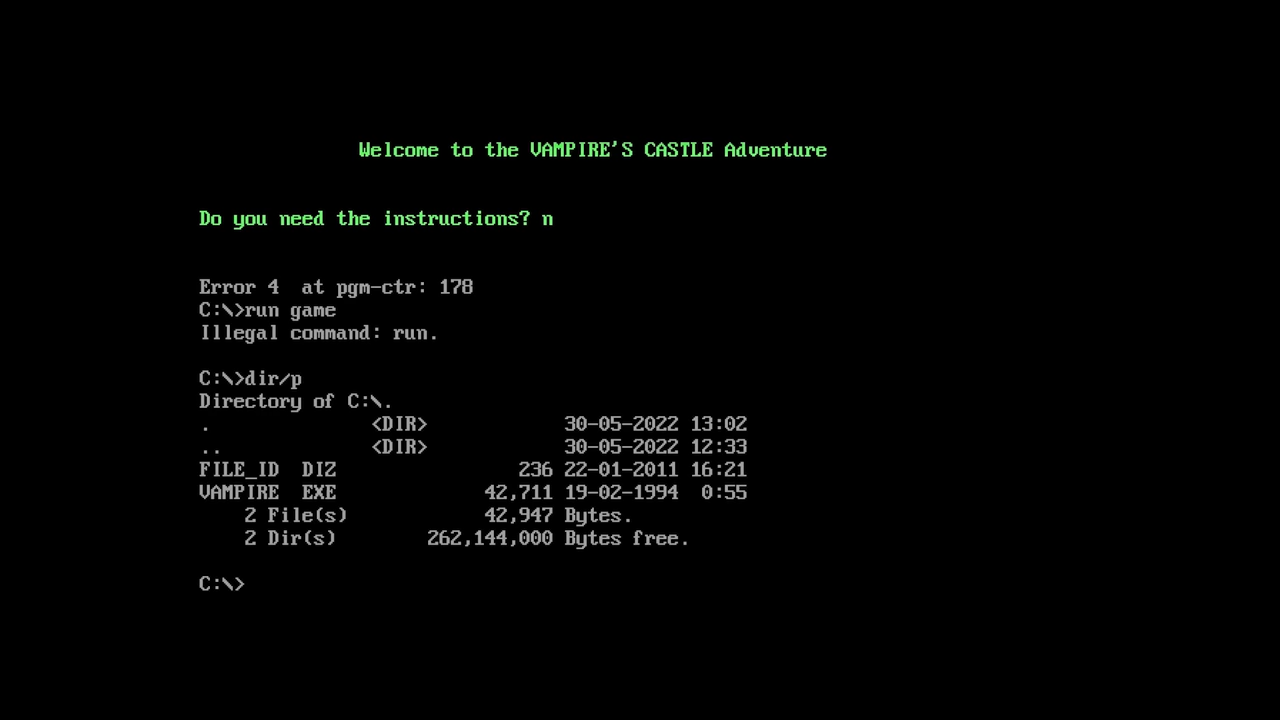 Welcome to the VAMPIRE'S CASTLE Adventure
Do you need the instructions? n
Error 4  at pgm-ctr: 178
C:\>run game
Illegal command: run.
C:\>dir/p
Directory of C:\.
.              <DIR>            30-05-2022 13:02
..             <DIR>            30-05-2022 12:33
FILE_ID  DIZ                236 22-01-2011 16:21
VAMPIRE  EXE             42,711 19-02-1994  0:55
    2 File(s)            42,947 Bytes.
    2 Dir(s)        262,144,000 Bytes free.
C:\>